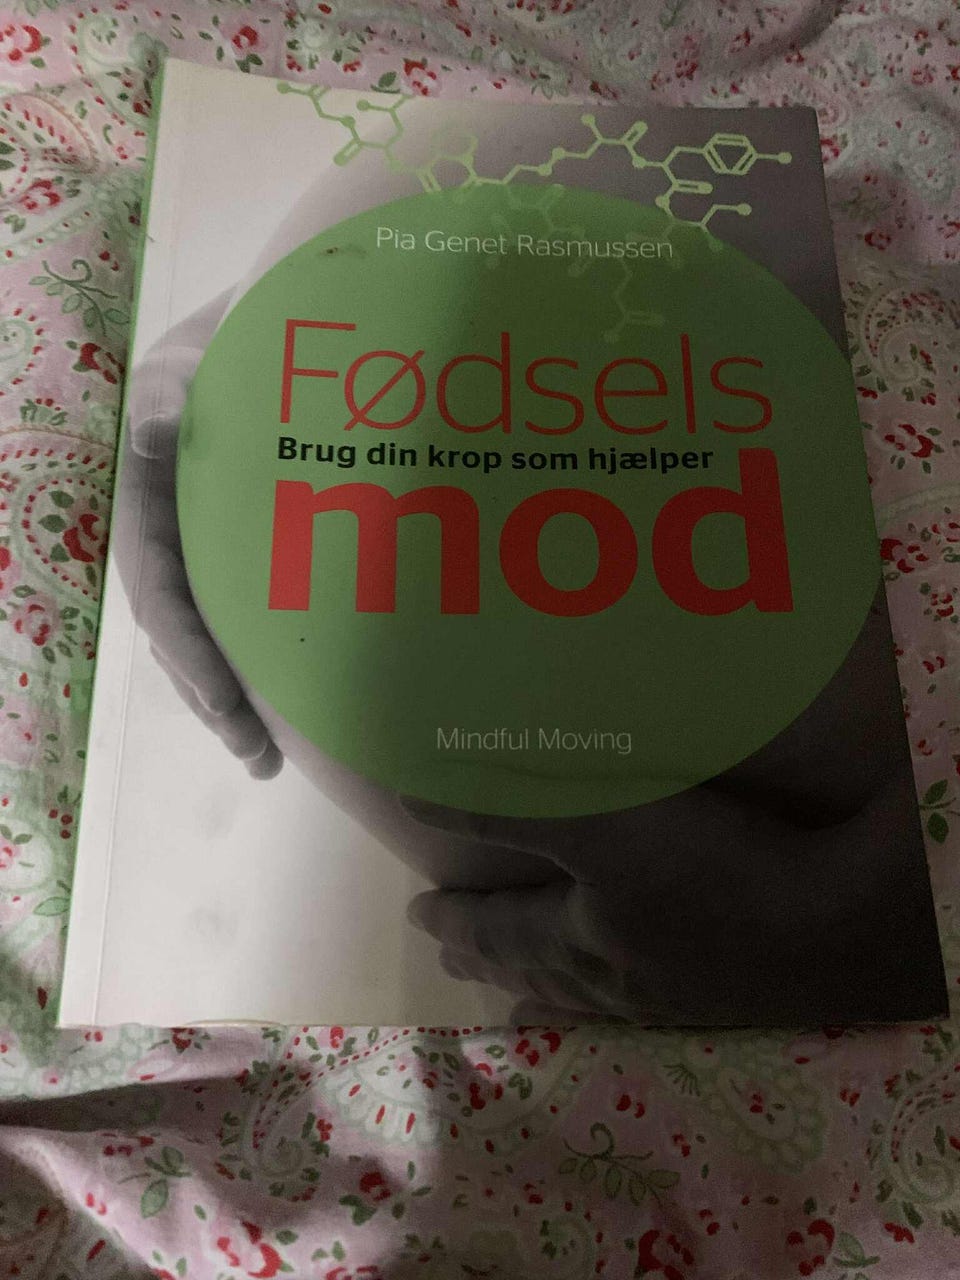 Pia Genet Rasmussen
Fødsels
Brug din krop som hjælper
mod
Mindful Moving